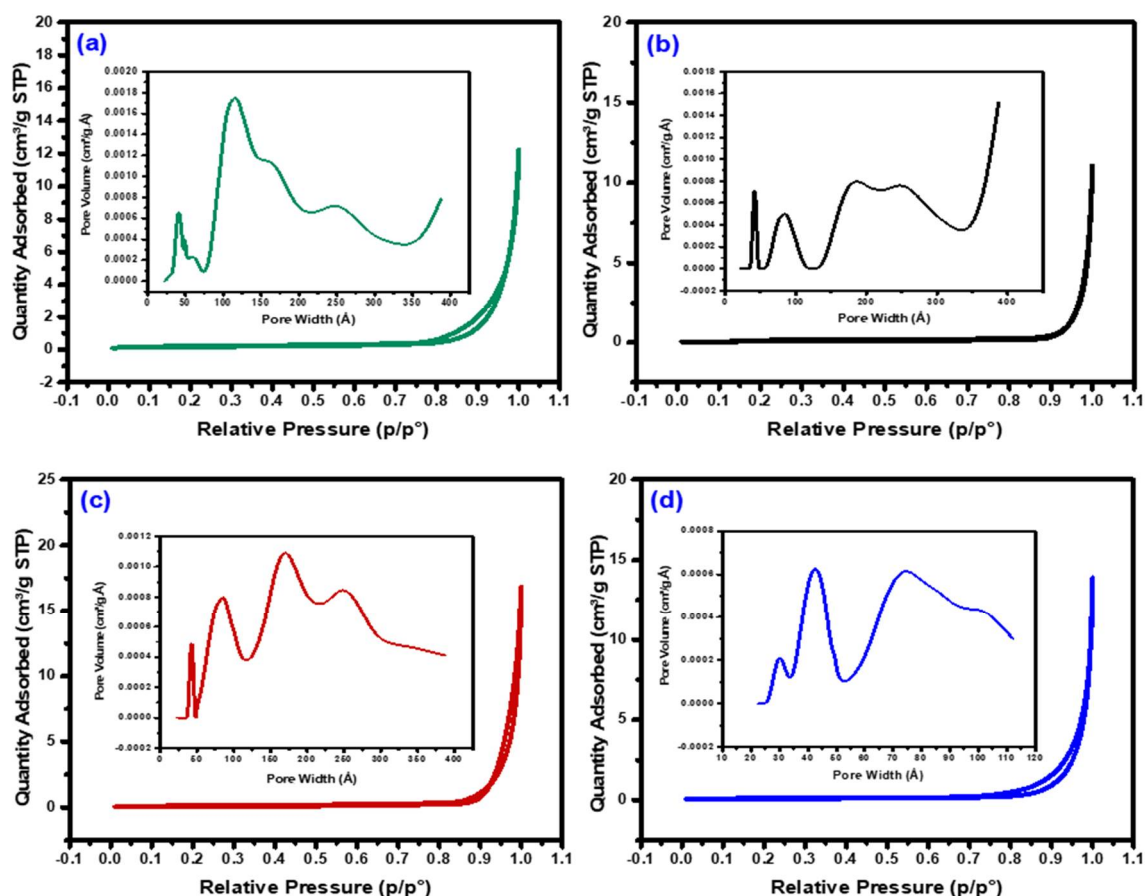 (a)
Quantity Adsorbed (cm³/g STP)
20
18
16
14
12
10
8
6
4
2
0
-2
-0.1 0.0 0.1 0.2 0.3 0.4 0.5 0.6 0.7 0.8 0.9 1.0 1.1
Relative Pressure (p/p°)
Pore Volume (cm³/g.Å)
0.0020
0.0018
0.0016
0.0014
0.0012
0.0010
0.0008
0.0006
0.0004
0.0002
0.0000
0 50 100 150 200 250 300 350 400
Pore Width (Å)
(b)
Quantity Adsorbed (cm³/g STP)
20
15
10
5
0
-0.1 0.0 0.1 0.2 0.3 0.4 0.5 0.6 0.7 0.8 0.9 1.0 1.1
Relative Pressure (p/p°)
Pore Volume (cm³/g.Å)
0.0018
0.0016
0.0014
0.0012
0.0010
0.0008
0.0006
0.0004
0.0002
0.0000
-0.0002
0 100 200 300 400
Pore Width (Å)
(c)
Quantity Adsorbed (cm³/g STP)
25
20
15
10
5
0
-0.1 0.0 0.1 0.2 0.3 0.4 0.5 0.6 0.7 0.8 0.9 1.0 1.1
Relative Pressure (p/p°)
Pore Volume (cm³/g.Å)
0.0012
0.0010
0.0008
0.0006
0.0004
0.0002
0.0000
-0.0002
0 50 100 150 200 250 300 350 400
Pore Width (Å)
(d)
Quantity Adsorbed (cm³/g STP)
20
15
10
5
0
-0.1 0.0 0.1 0.2 0.3 0.4 0.5 0.6 0.7 0.8 0.9 1.0 1.1
Relative Pressure (p/p°)
Pore Volume (cm³/g.Å)
0.0008
0.0006
0.0004
0.0002
0.0000
-0.0002
10 20 30 40 50 60 70 80 90 100 110 120
Pore Width (Å)